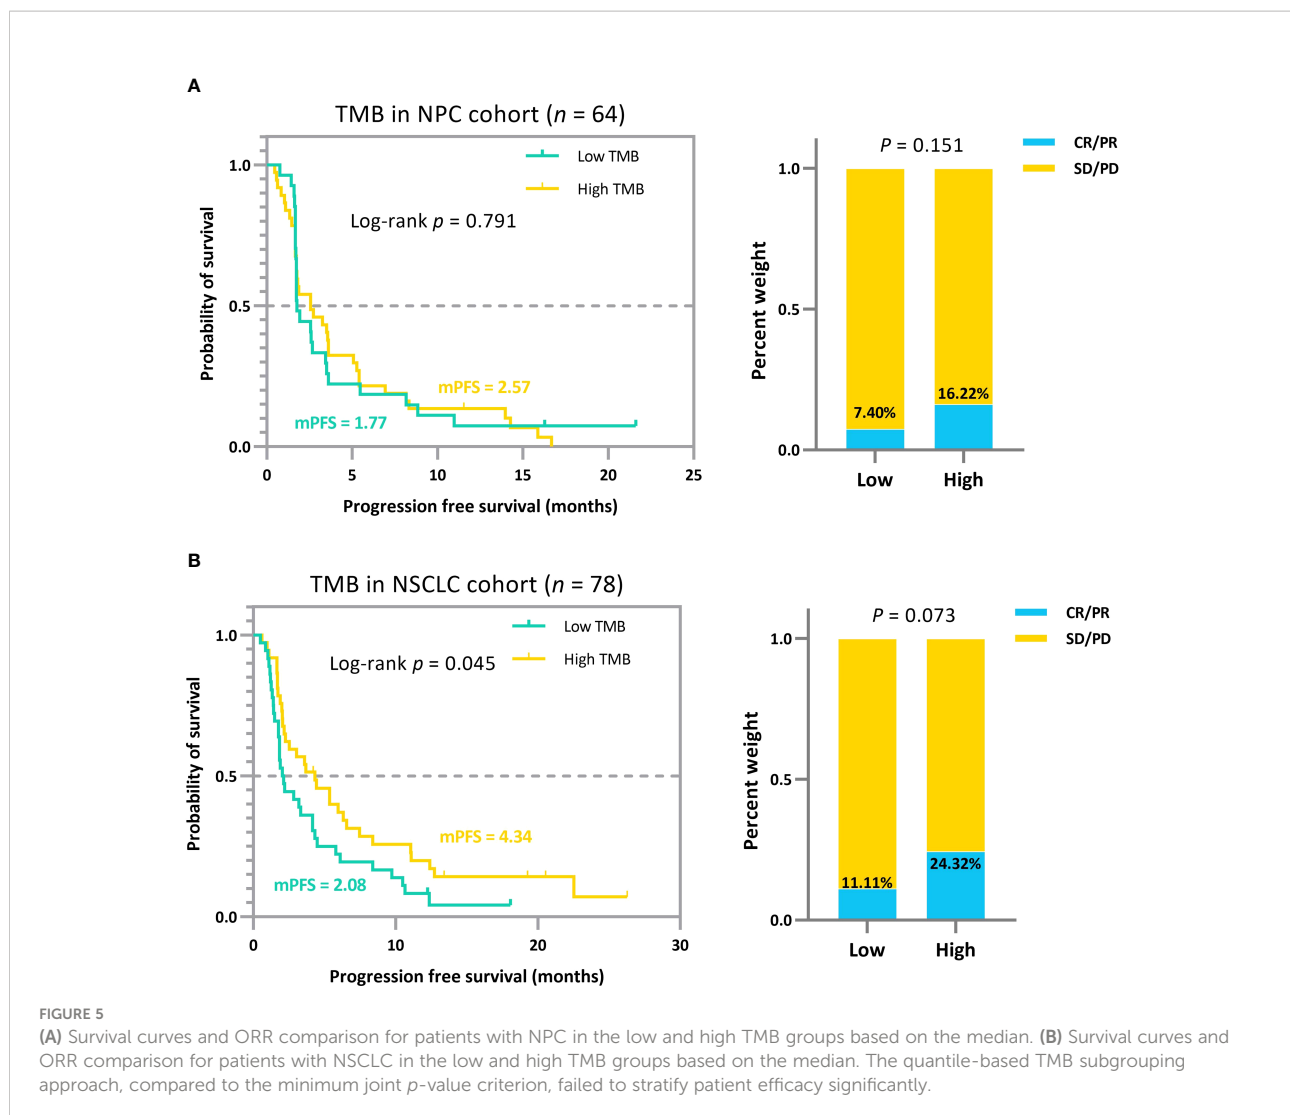 A
TMB in NPC cohort (n = 64)
Low TMB
High TMB
Log-rank p = 0.791
mPFS = 2.57
mPFS = 1.77
Probability of survival
1.0
0.5
0.0
0 5 10 15 20 25
Progression free survival (months)
P = 0.151
CR/PR
SD/PD
Percent weight
1.0
0.5
0.0
7.40%
16.22%
Low High
B
TMB in NSCLC cohort (n = 78)
Low TMB
High TMB
Log-rank p = 0.045
mPFS = 4.34
mPFS = 2.08
Probability of survival
1.0
0.5
0.0
0 10 20 30
Progression free survival (months)
P = 0.073
CR/PR
SD/PD
Percent weight
1.0
0.5
0.0
11.11%
24.32%
Low High
FIGURE 5
(A) Survival curves and ORR comparison for patients with NPC in the low and high TMB groups based on the median. (B) Survival curves and
ORR comparison for patients with NSCLC in the low and high TMB groups based on the median. The quantile-based TMB subgrouping
approach, compared to the minimum joint p-value criterion, failed to stratify patient efficacy significantly.